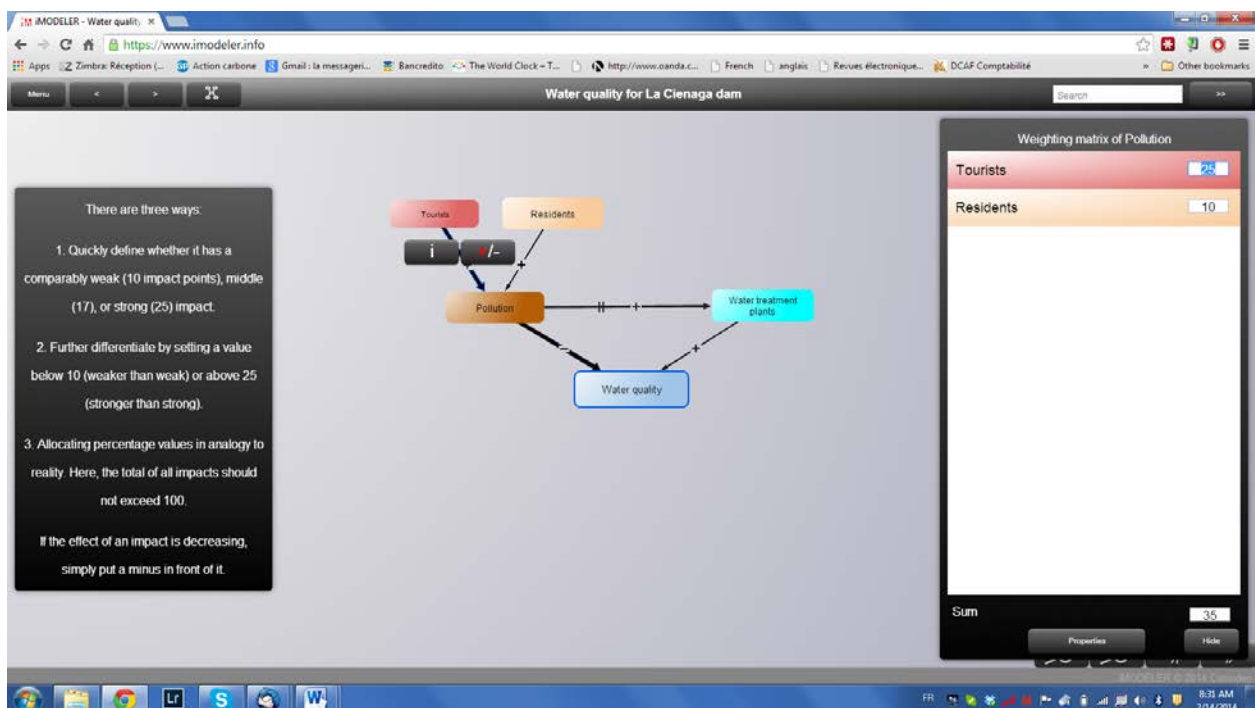 iMODELER - Water quality
https://www.imodeler.info
Apps Zimbra: Réception (... Action carbone Gmail : la messageri... Bancredito The World Clock – T... http://www.oanda.c... French anglais Revues électronique... DCAF Comptabilité » Other bookmarks
Menu < > Water quality for La Cienaga dam Search >>
There are three ways:
1. Quickly define whether it has a
comparably weak (10 impact points), middle
(17), or strong (25) impact.
2. Further differentiate by setting a value
below 10 (weaker than weak) or above 25
(stronger than strong).
3. Allocating percentage values in analogy to
reality. Here, the total of all impacts should
not exceed 100.
If the effect of an impact is decreasing,
simply put a minus in front of it.
Tourists
Residents
i
+/-
+
Pollution
+
Water treatment
plants
-
+
Water quality
Weighting matrix of Pollution
Tourists 25
Residents 10
Sum 35
Properties Hide
iMODELER © 2014 Consideo
Lr S W
FR
8:31 AM
2/14/2014